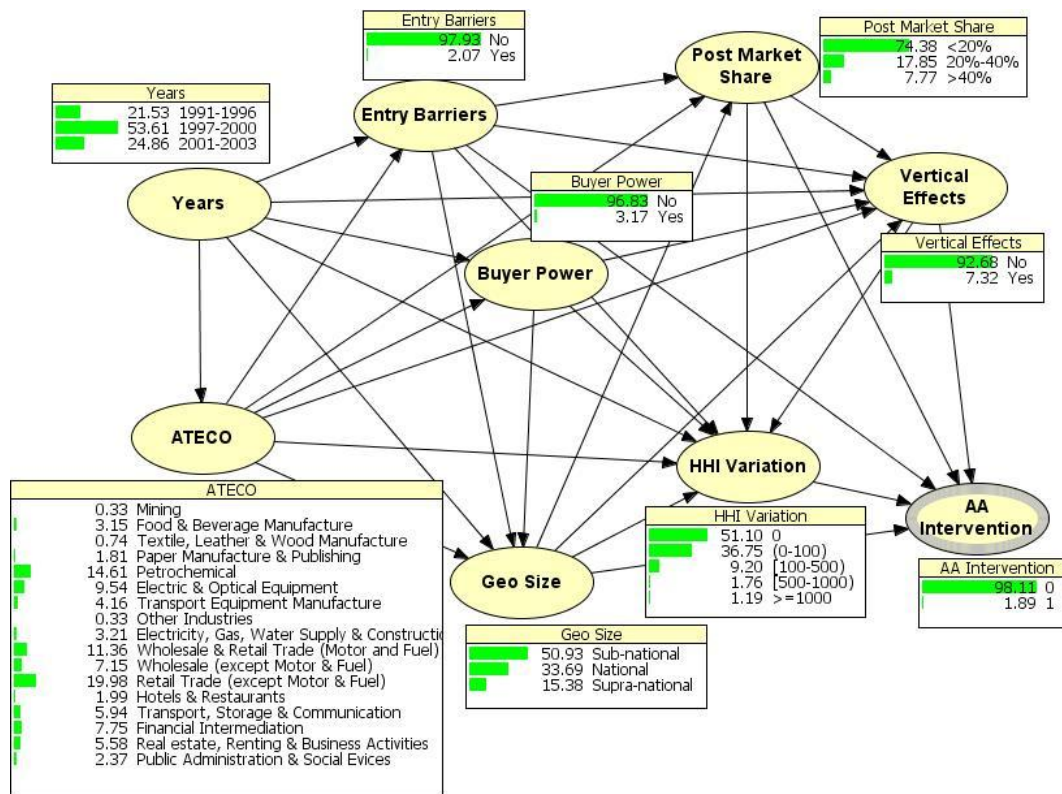 Entry Barriers
97.93 No
2.07 Yes
Post Market Share
74.38 <20%
17.85 20%-40%
7.77 >40%
Post Market
Share
Years
21.53 1991-1996
53.61 1997-2000
24.86 2001-2003
Entry Barriers
Vertical
Effects
Buyer Power
96.83 No
3.17 Yes
Years
Vertical Effects
92.68 No
7.32 Yes
Buyer Power
ATECO
HHI Variation
ATECO
0.33 Mining
3.15 Food & Beverage Manufacture
0.74 Textile, Leather & Wood Manufacture
1.81 Paper Manufacture & Publishing
14.61 Petrochemical
9.54 Electric & Optical Equipment
4.16 Transport Equipment Manufacture
0.33 Other Industries
3.21 Electricity, Gas, Water Supply & Constructi
11.36 Wholesale & Retail Trade (Motor and Fuel)
7.15 Wholesale (except Motor & Fuel)
19.98 Retail Trade (except Motor & Fuel)
1.99 Hotels & Restaurants
5.94 Transport, Storage & Communication
7.75 Financial Intermediation
5.58 Real estate, Renting & Business Activities
2.37 Public Administration & Social Evices
Geo Size
HHI Variation
51.10 0
36.75 (0-100)
9.20 [100-500)
1.76 [500-1000)
1.19 >=1000
AA
Intervention
AA Intervention
98.11 0
1.89 1
Geo Size
50.93 Sub-national
33.69 National
15.38 Supra-national